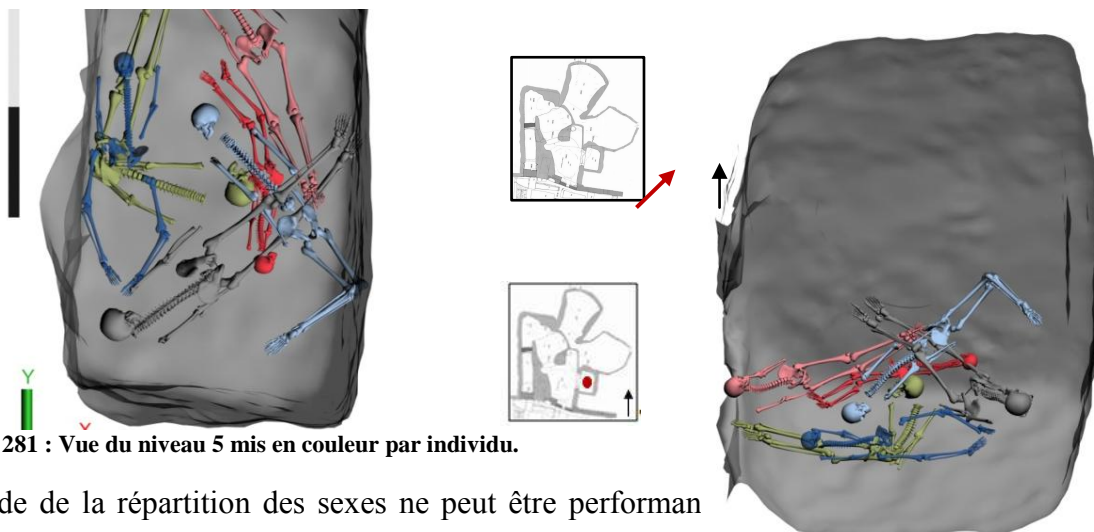 Y
X
281 : Vue du niveau 5 mis en couleur par individu.
de de la répartition des sexes ne peut être performan